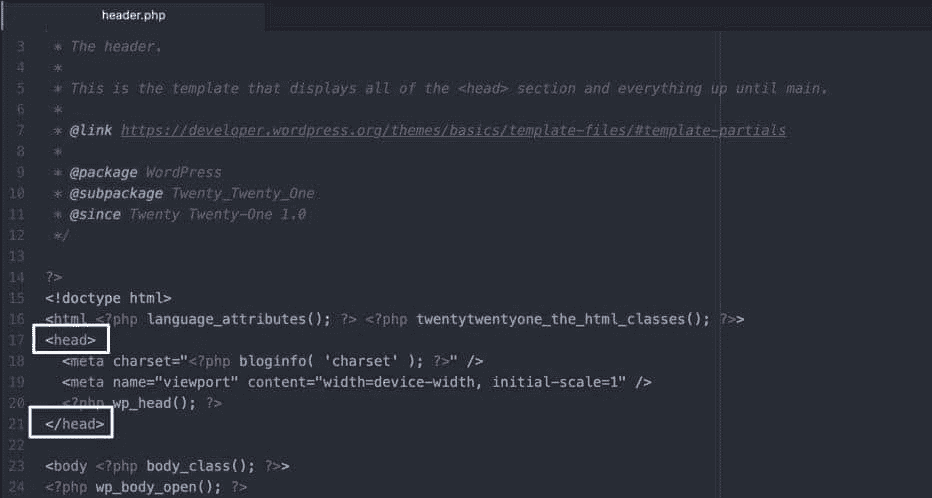 header.php
3 * The header.
4 *
5 * This is the template that displays all of the <head> section and everything up until main.
6 *
7 * @link https://developer.wordpress.org/themes/basics/template-files/#template-partials
8 *
9 * @package WordPress
10 * @subpackage Twenty_Twenty_One
11 * @since Twenty Twenty-One 1.0
12 */
13
14 ?>
15 <!doctype html>
16 <html <?php language_attributes(); ?> <?php twentytwentyone_the_html_classes(); ?>>
17 <head>
18 <meta charset="<?php bloginfo( 'charset' ); ?>" />
19 <meta name="viewport" content="width=device-width, initial-scale=1" />
20 <?php wp_head(); ?>
21 </head>
22
23 <body <?php body_class(); ?>>
24 <?php wp_body_open(); ?>